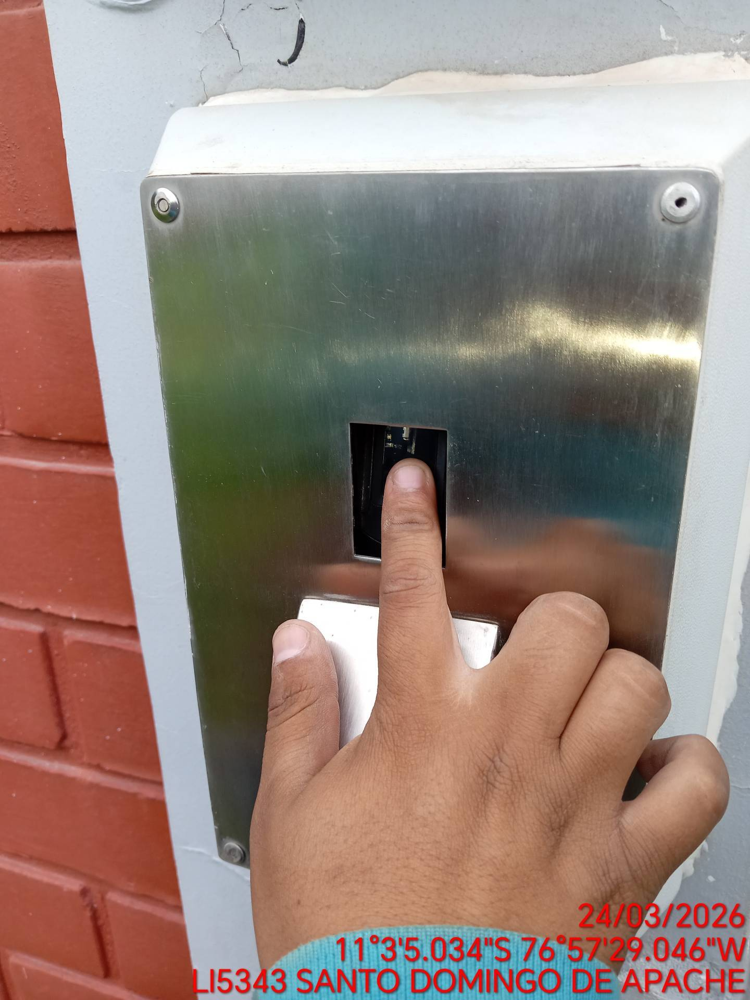 24/03/2026
11°3'5.034"S 76°57'29.046"W
LI5343 SANTO DOMINGO DE APACHE